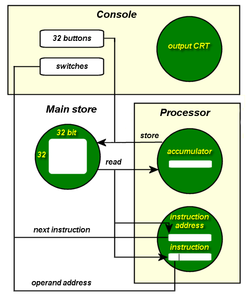 Console
32 buttons
output CRT
switches
Main store
Processor
32 bit
32
store
read
accumulator
instruction
address
next instruction
instruction
operand address